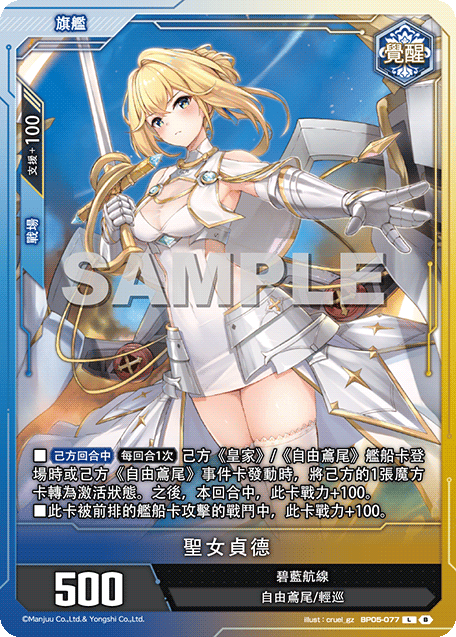 旗艦
覺醒
支援+100
戰場
SAMPLE
■ 己方回合中 每回合1次 己方《皇家》/《自由鳶尾》艦船卡登
場時或己方《自由鳶尾》事件卡發動時，將己方的1張魔方
卡轉為激活狀態。之後，本回合中，此卡戰力+100。
■此卡被前排的艦船卡攻擊的戰鬥中，此卡戰力+100。
聖女貞德
500
碧藍航線
自由鳶尾/輕巡
©Manjuu Co.,Ltd.& Yongshi Co.,Ltd.
illust : cruel_gz BP05-077 L B